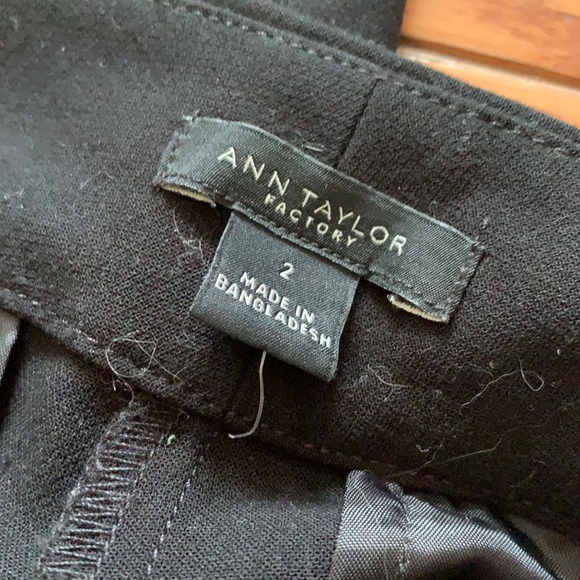 ANN TAYLOR
FACTORY
2
MADE IN
BANGLADESH